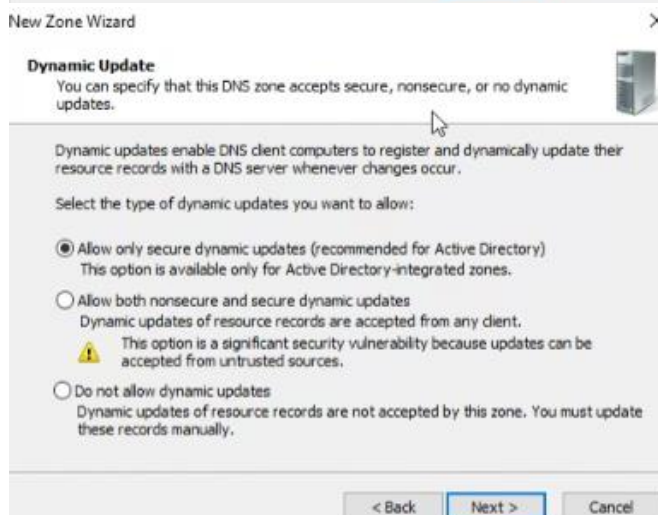 New Zone Wizard
Dynamic Update
You can specify that this DNS zone accepts secure, nonsecure, or no dynamic
updates.
Dynamic updates enable DNS client computers to register and dynamically update their
resource records with a DNS server whenever changes occur.
Select the type of dynamic updates you want to allow:
Allow only secure dynamic updates (recommended for Active Directory)
This option is available only for Active Directory-integrated zones.
Allow both nonsecure and secure dynamic updates
Dynamic updates of resource records are accepted from any client.
This option is a significant security vulnerability because updates can be
accepted from untrusted sources.
Do not allow dynamic updates
Dynamic updates of resource records are not accepted by this zone. You must update
these records manually.
< Back Next > Cancel